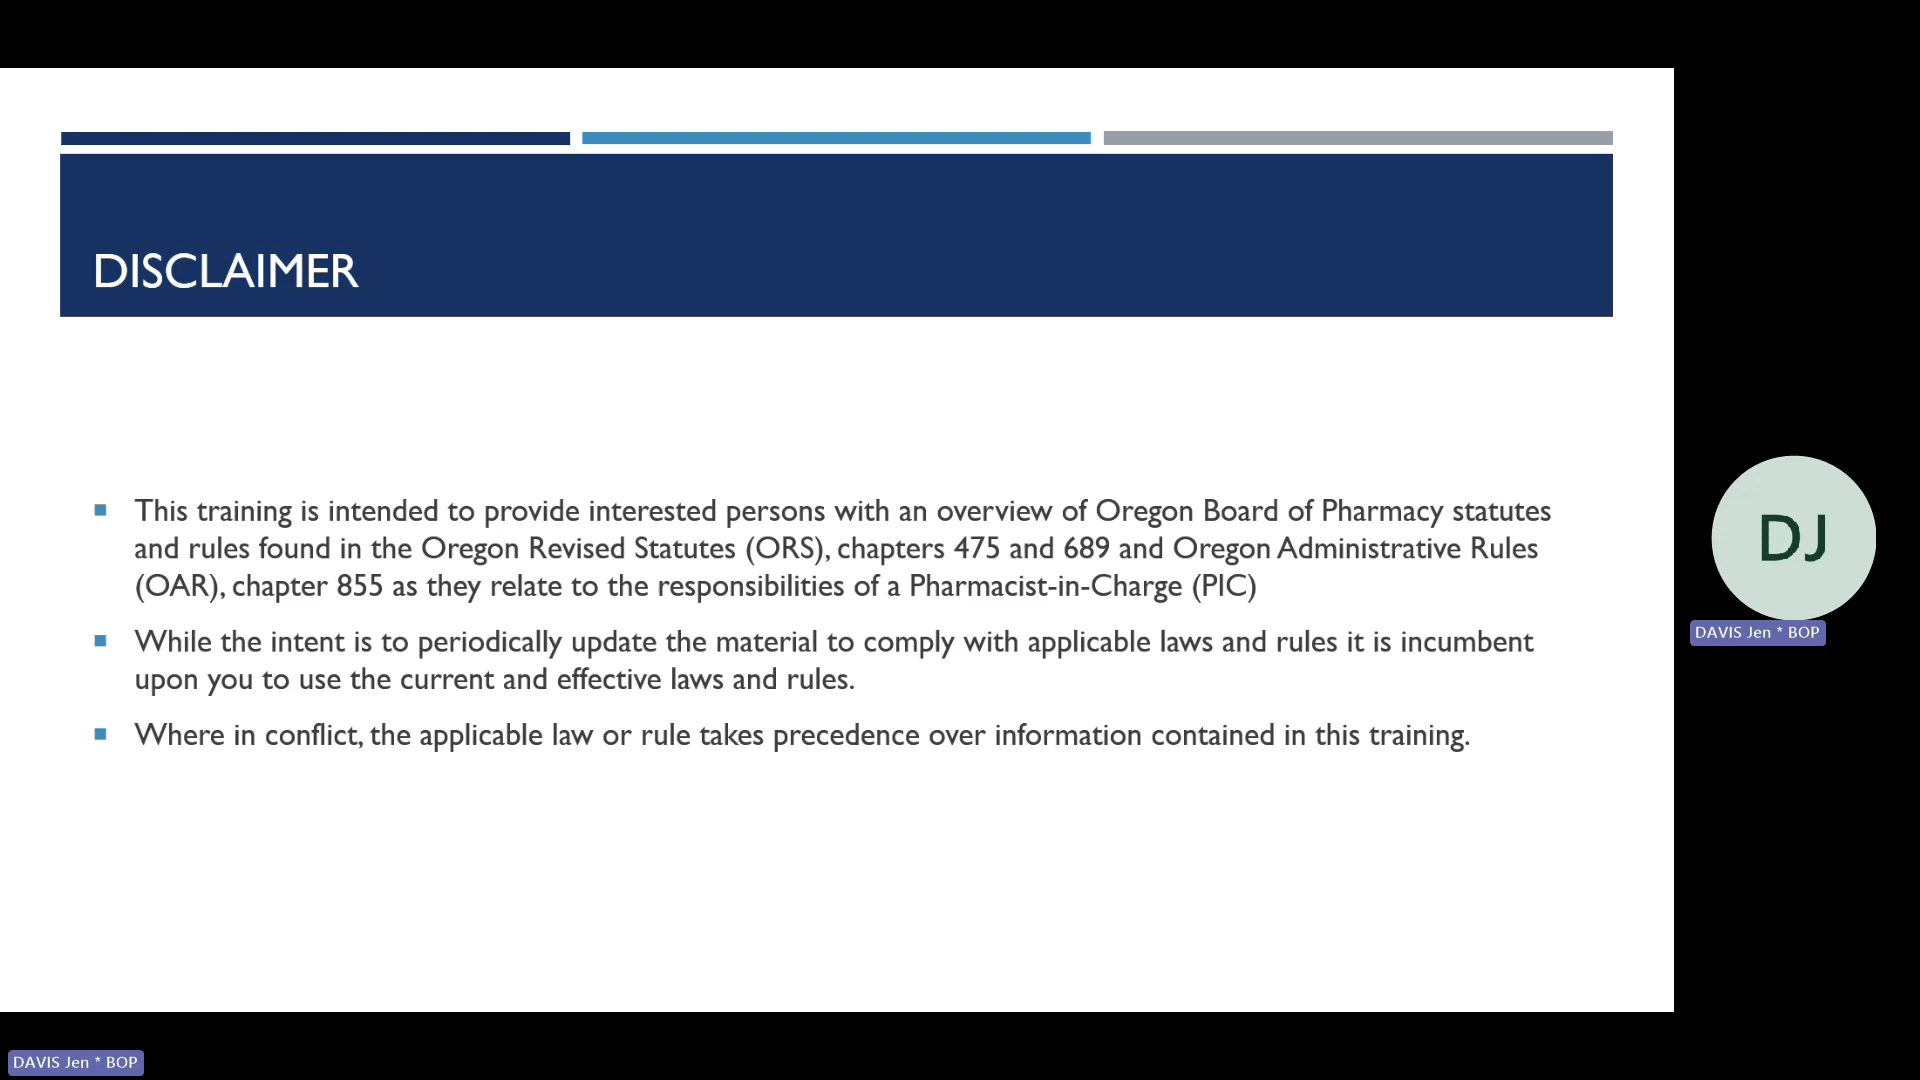 DISCLAIMER
This training is intended to provide interested persons with an overview of Oregon Board of Pharmacy statutes
and rules found in the Oregon Revised Statutes (ORS), chapters 475 and 689 and Oregon Administrative Rules
(OAR), chapter 855 as they relate to the responsibilities of a Pharmacist-in-Charge (PIC)
While the intent is to periodically update the material to comply with applicable laws and rules it is incumbent
upon you to use the current and effective laws and rules.
Where in conflict, the applicable law or rule takes precedence over information contained in this training.
DJ
DAVIS Jen * BOP
DAVIS Jen * BOP